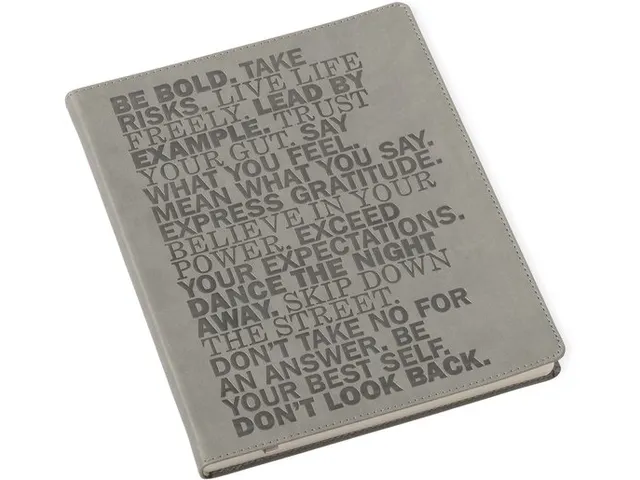 BE BOLD. TAKE
RISKS. LIVE LIFE
FREELY. LEAD BY
EXAMPLE. TRUST
YOUR GUT. SAY
WHAT YOU FEEL.
MEAN WHAT YOU SAY.
EXPRESS GRATITUDE.
BELIEVE IN YOUR
POWER. EXCEED
YOUR EXPECTATIONS.
DANCE THE NIGHT
AWAY. SKIP DOWN
THE STREET.
DON'T TAKE NO FOR
AN ANSWER. BE
YOUR BEST SELF.
DON'T LOOK BACK.